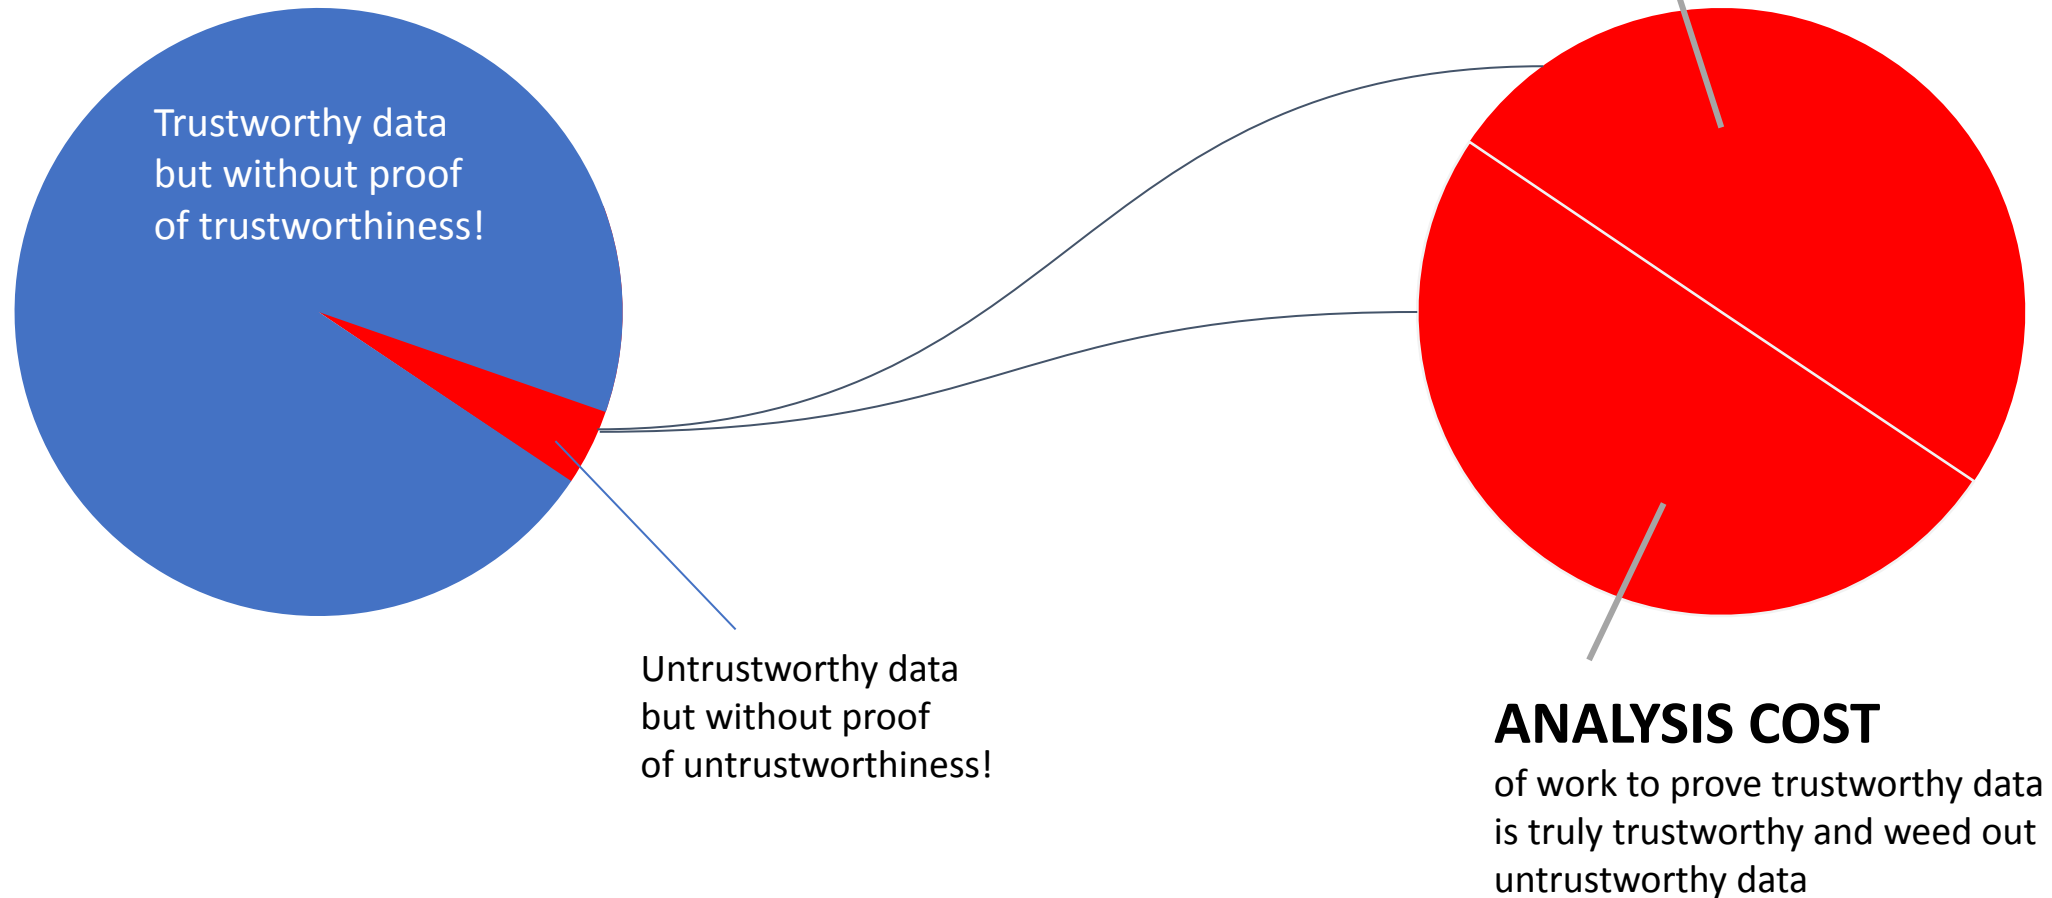 Trustworthy data
but without proof
of trustworthiness!
Untrustworthy data
but without proof
of untrustworthiness!
ANALYSIS COST
of work to prove trustworthy data
is truly trustworthy and weed out
untrustworthy data